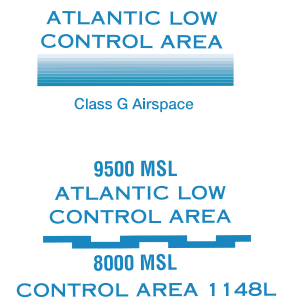 ATLANTIC LOW
CONTROL AREA
Class G Airspace
9500 MSL
ATLANTIC LOW
CONTROL AREA
8000 MSL
CONTROL AREA 1148L